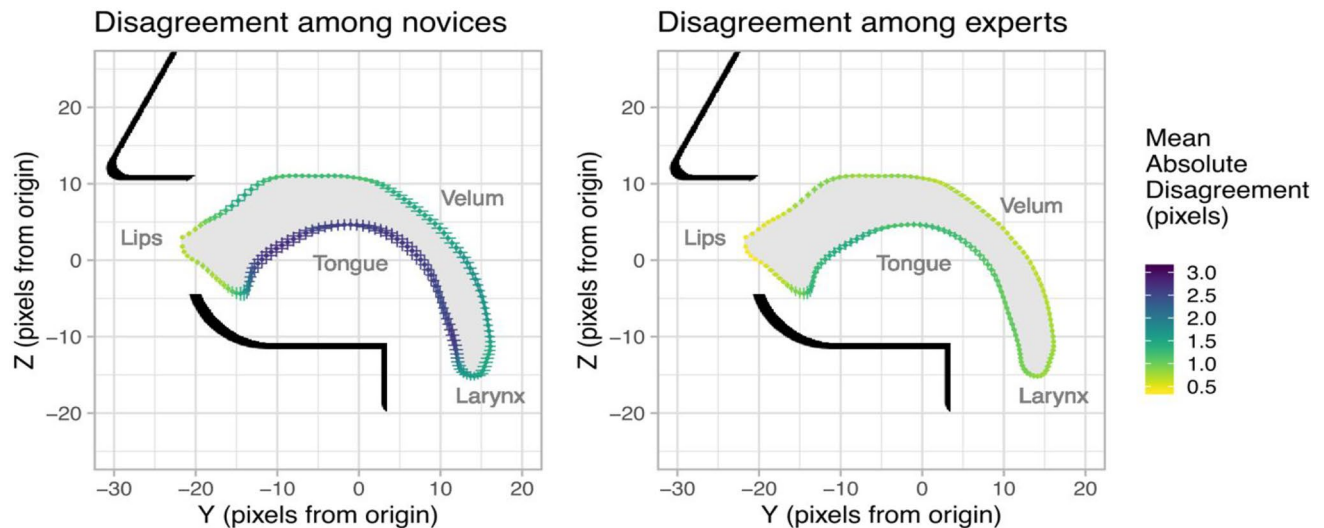 Disagreement among novices
Z (pixels from origin)
20
10
0
−10
−20
Velum
Lips
Tongue
Larynx
−30
−20
−10
0
10
20
Y (pixels from origin)
Disagreement among experts
Z (pixels from origin)
20
10
0
−10
−20
Velum
Lips
Tongue
Larynx
−30
−20
−10
0
10
20
Y (pixels from origin)
Mean
Absolute
Disagreement
(pixels)
3.0
2.5
2.0
1.5
1.0
0.5